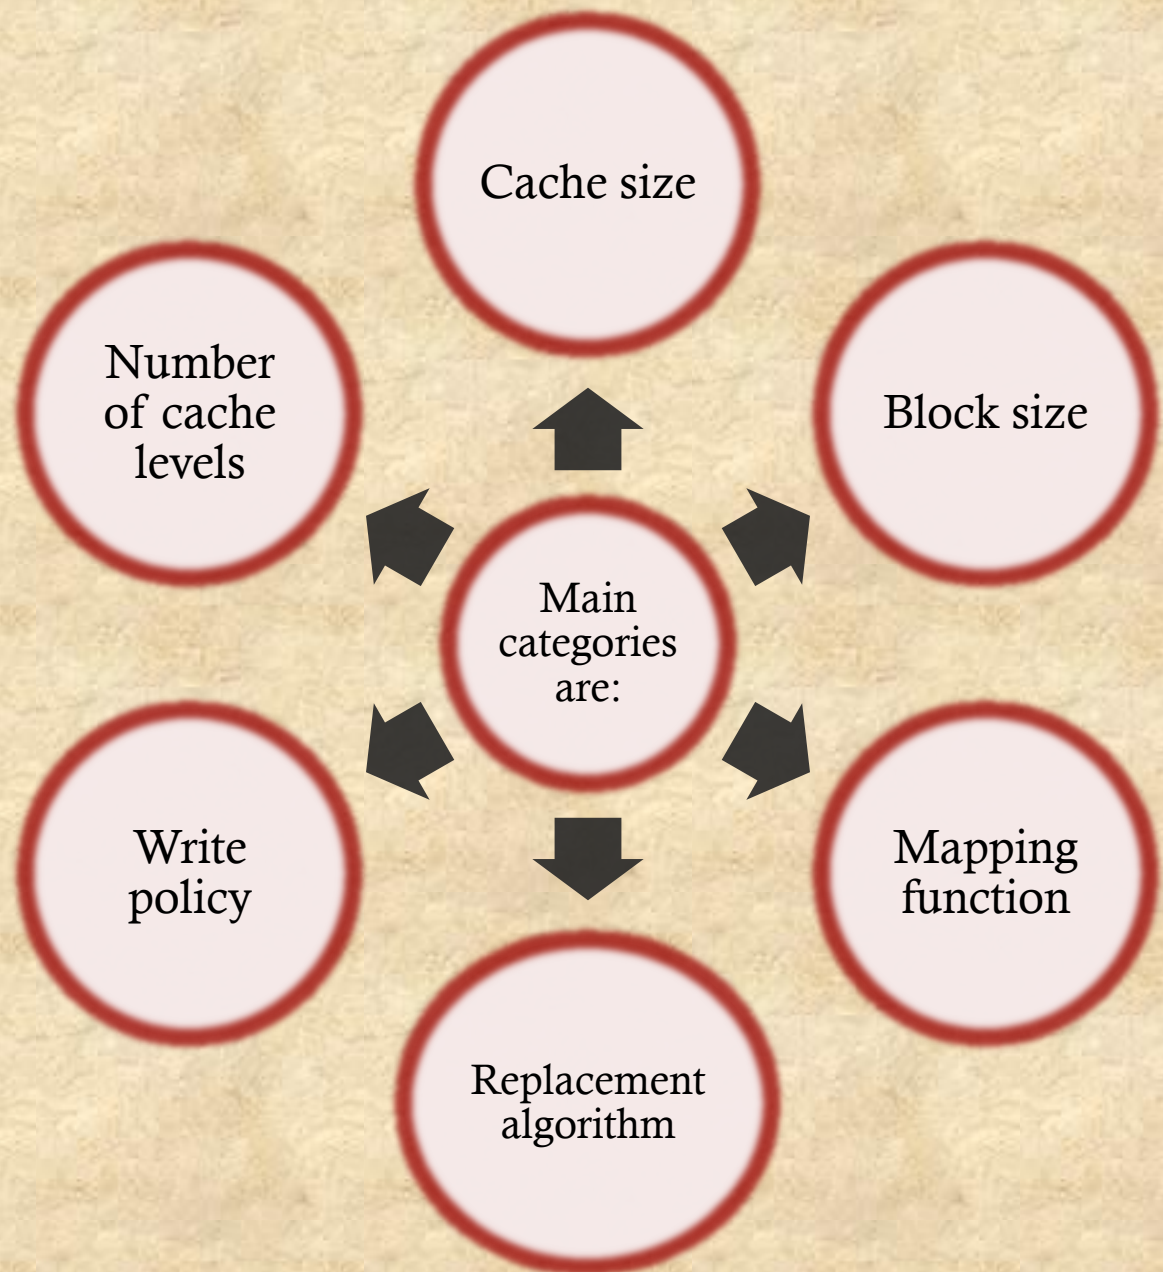 Main
categories
are:
Cache size
Block size
Mapping
function
Replacement
algorithm
Write
policy
Number
of cache
levels